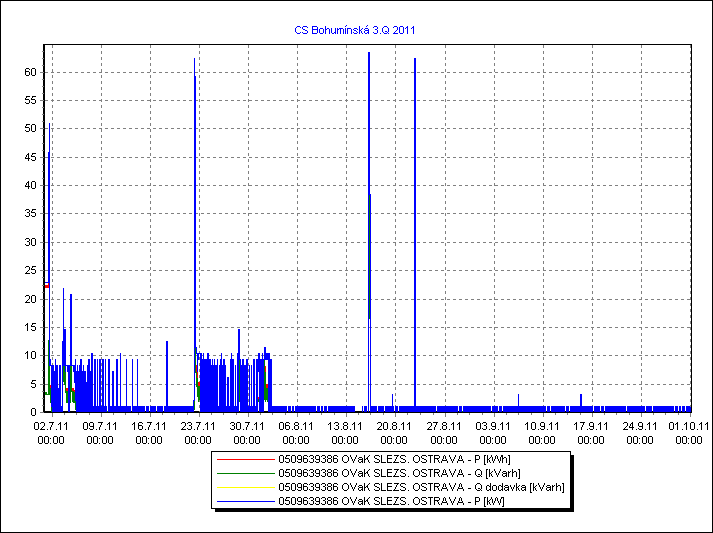 CS Bohumínská 3.Q 2011
60
55
50
45
40
35
30
25
20
15
10
5
0
02.7.11 09.7.11 16.7.11 23.7.11 30.7.11 06.8.11 13.8.11 20.8.11 27.8.11 03.9.11 10.9.11 17.9.11 24.9.11 01.10.11
00:00 00:00 00:00 00:00 00:00 00:00 00:00 00:00 00:00 00:00 00:00 00:00 00:00 00:00
0509639386 OVaK SLEZS. OSTRAVA - P [kWh]
0509639386 OVaK SLEZS. OSTRAVA - Q [kVarh]
0509639386 OVaK SLEZS. OSTRAVA - Q dodavka [kVarh]
0509639386 OVaK SLEZS. OSTRAVA - P [kW]